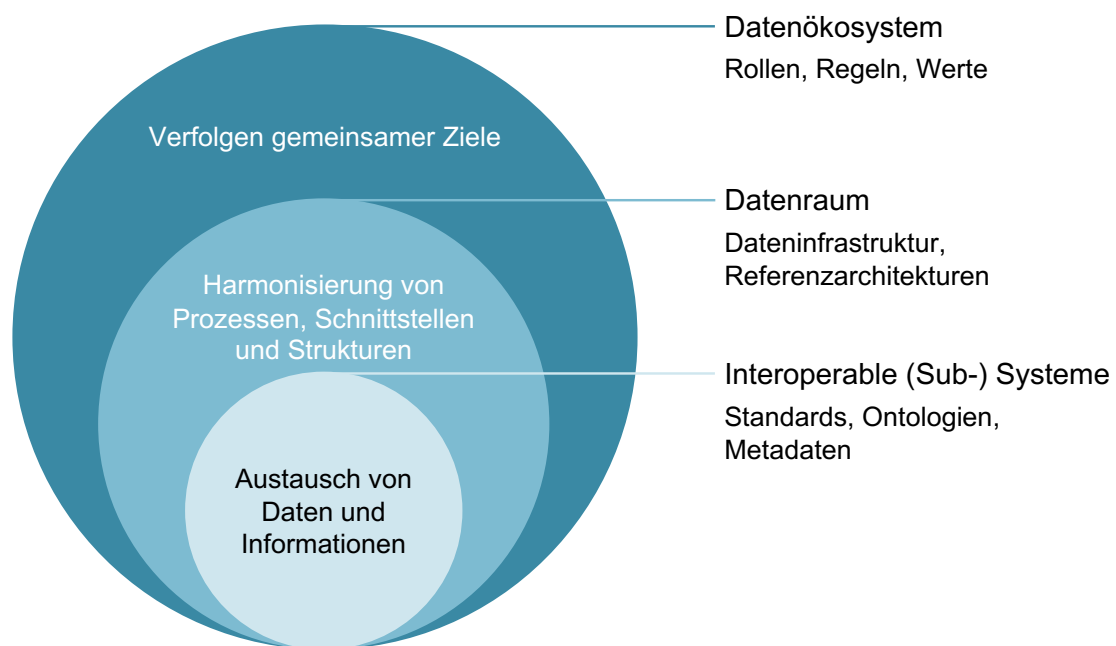 Datenökosystem
Rollen, Regeln, Werte
Verfolgen gemeinsamer Ziele
Datenraum
Dateninfrastruktur,
Referenzarchitekturen
Harmonisierung von
Prozessen, Schnittstellen
und Strukturen
Interoperable (Sub-) Systeme
Standards, Ontologien,
Metadaten
Austausch von
Daten und
Informationen